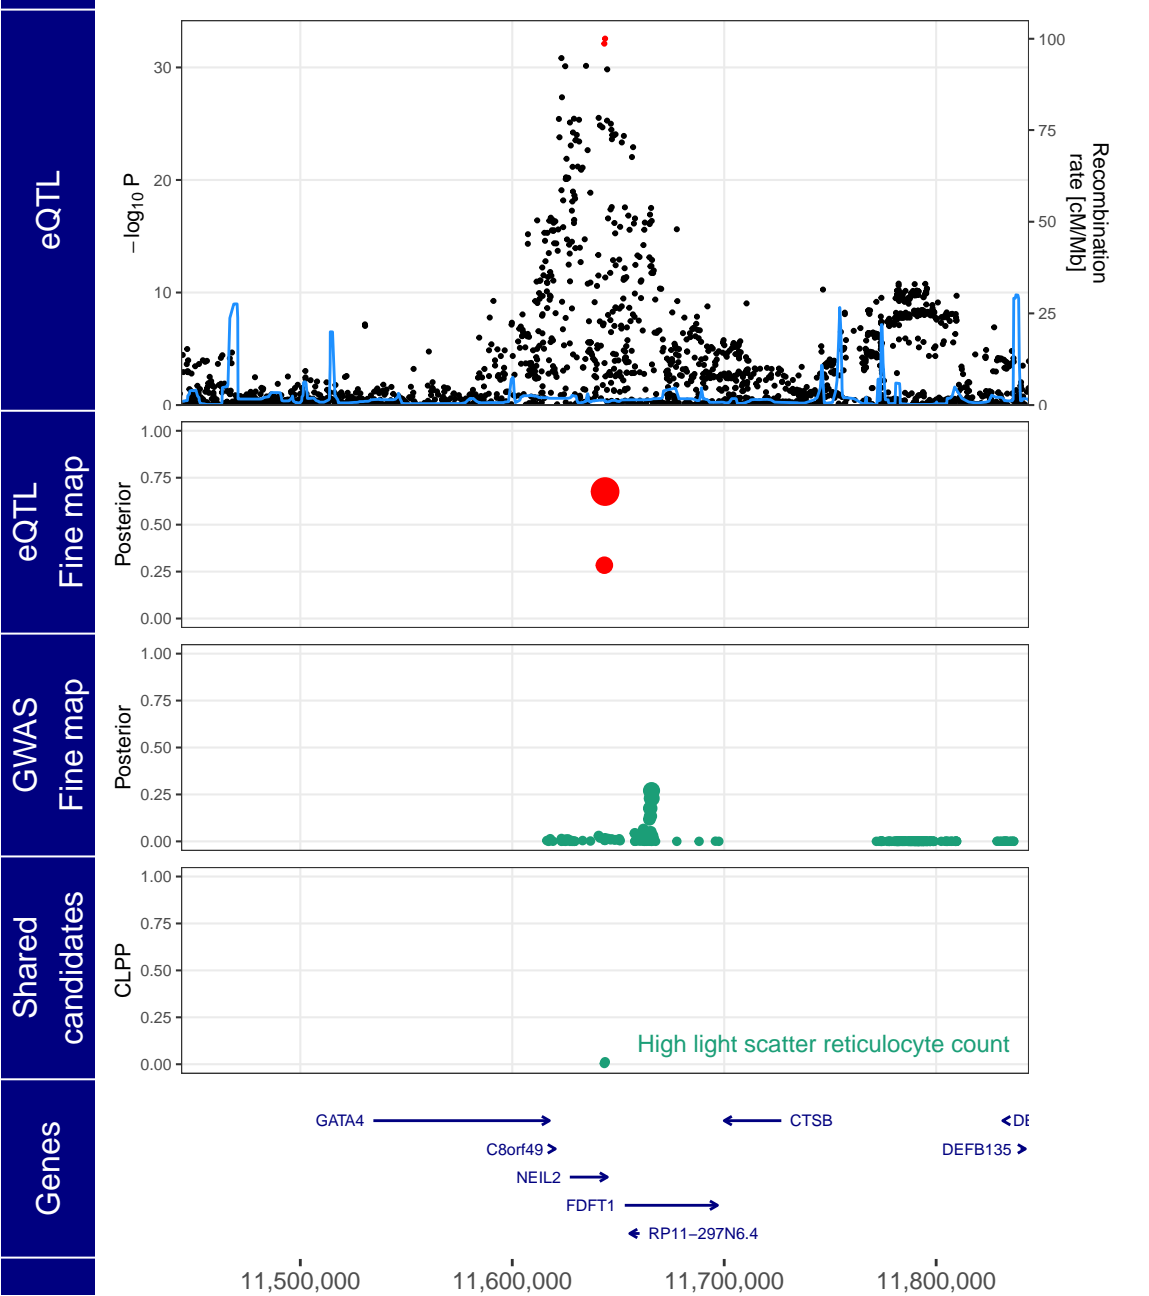 eQTL
−log10 P
30
20
10
0
100
75
50
25
0
Recombination
rate [cM/Mb]
eQTL
Fine map
Posterior
1.00
0.75
0.50
0.25
0.00
GWAS
Fine map
Posterior
1.00
0.75
0.50
0.25
0.00
Shared
candidates
CLPP
1.00
0.75
0.50
0.25
0.00
High light scatter reticulocyte count
Genes
GATA4
CTSB
DE
C8orf49
DEFB135
NEIL2
FDFT1
RP11−297N6.4
11,500,000
11,600,000
11,700,000
11,800,000